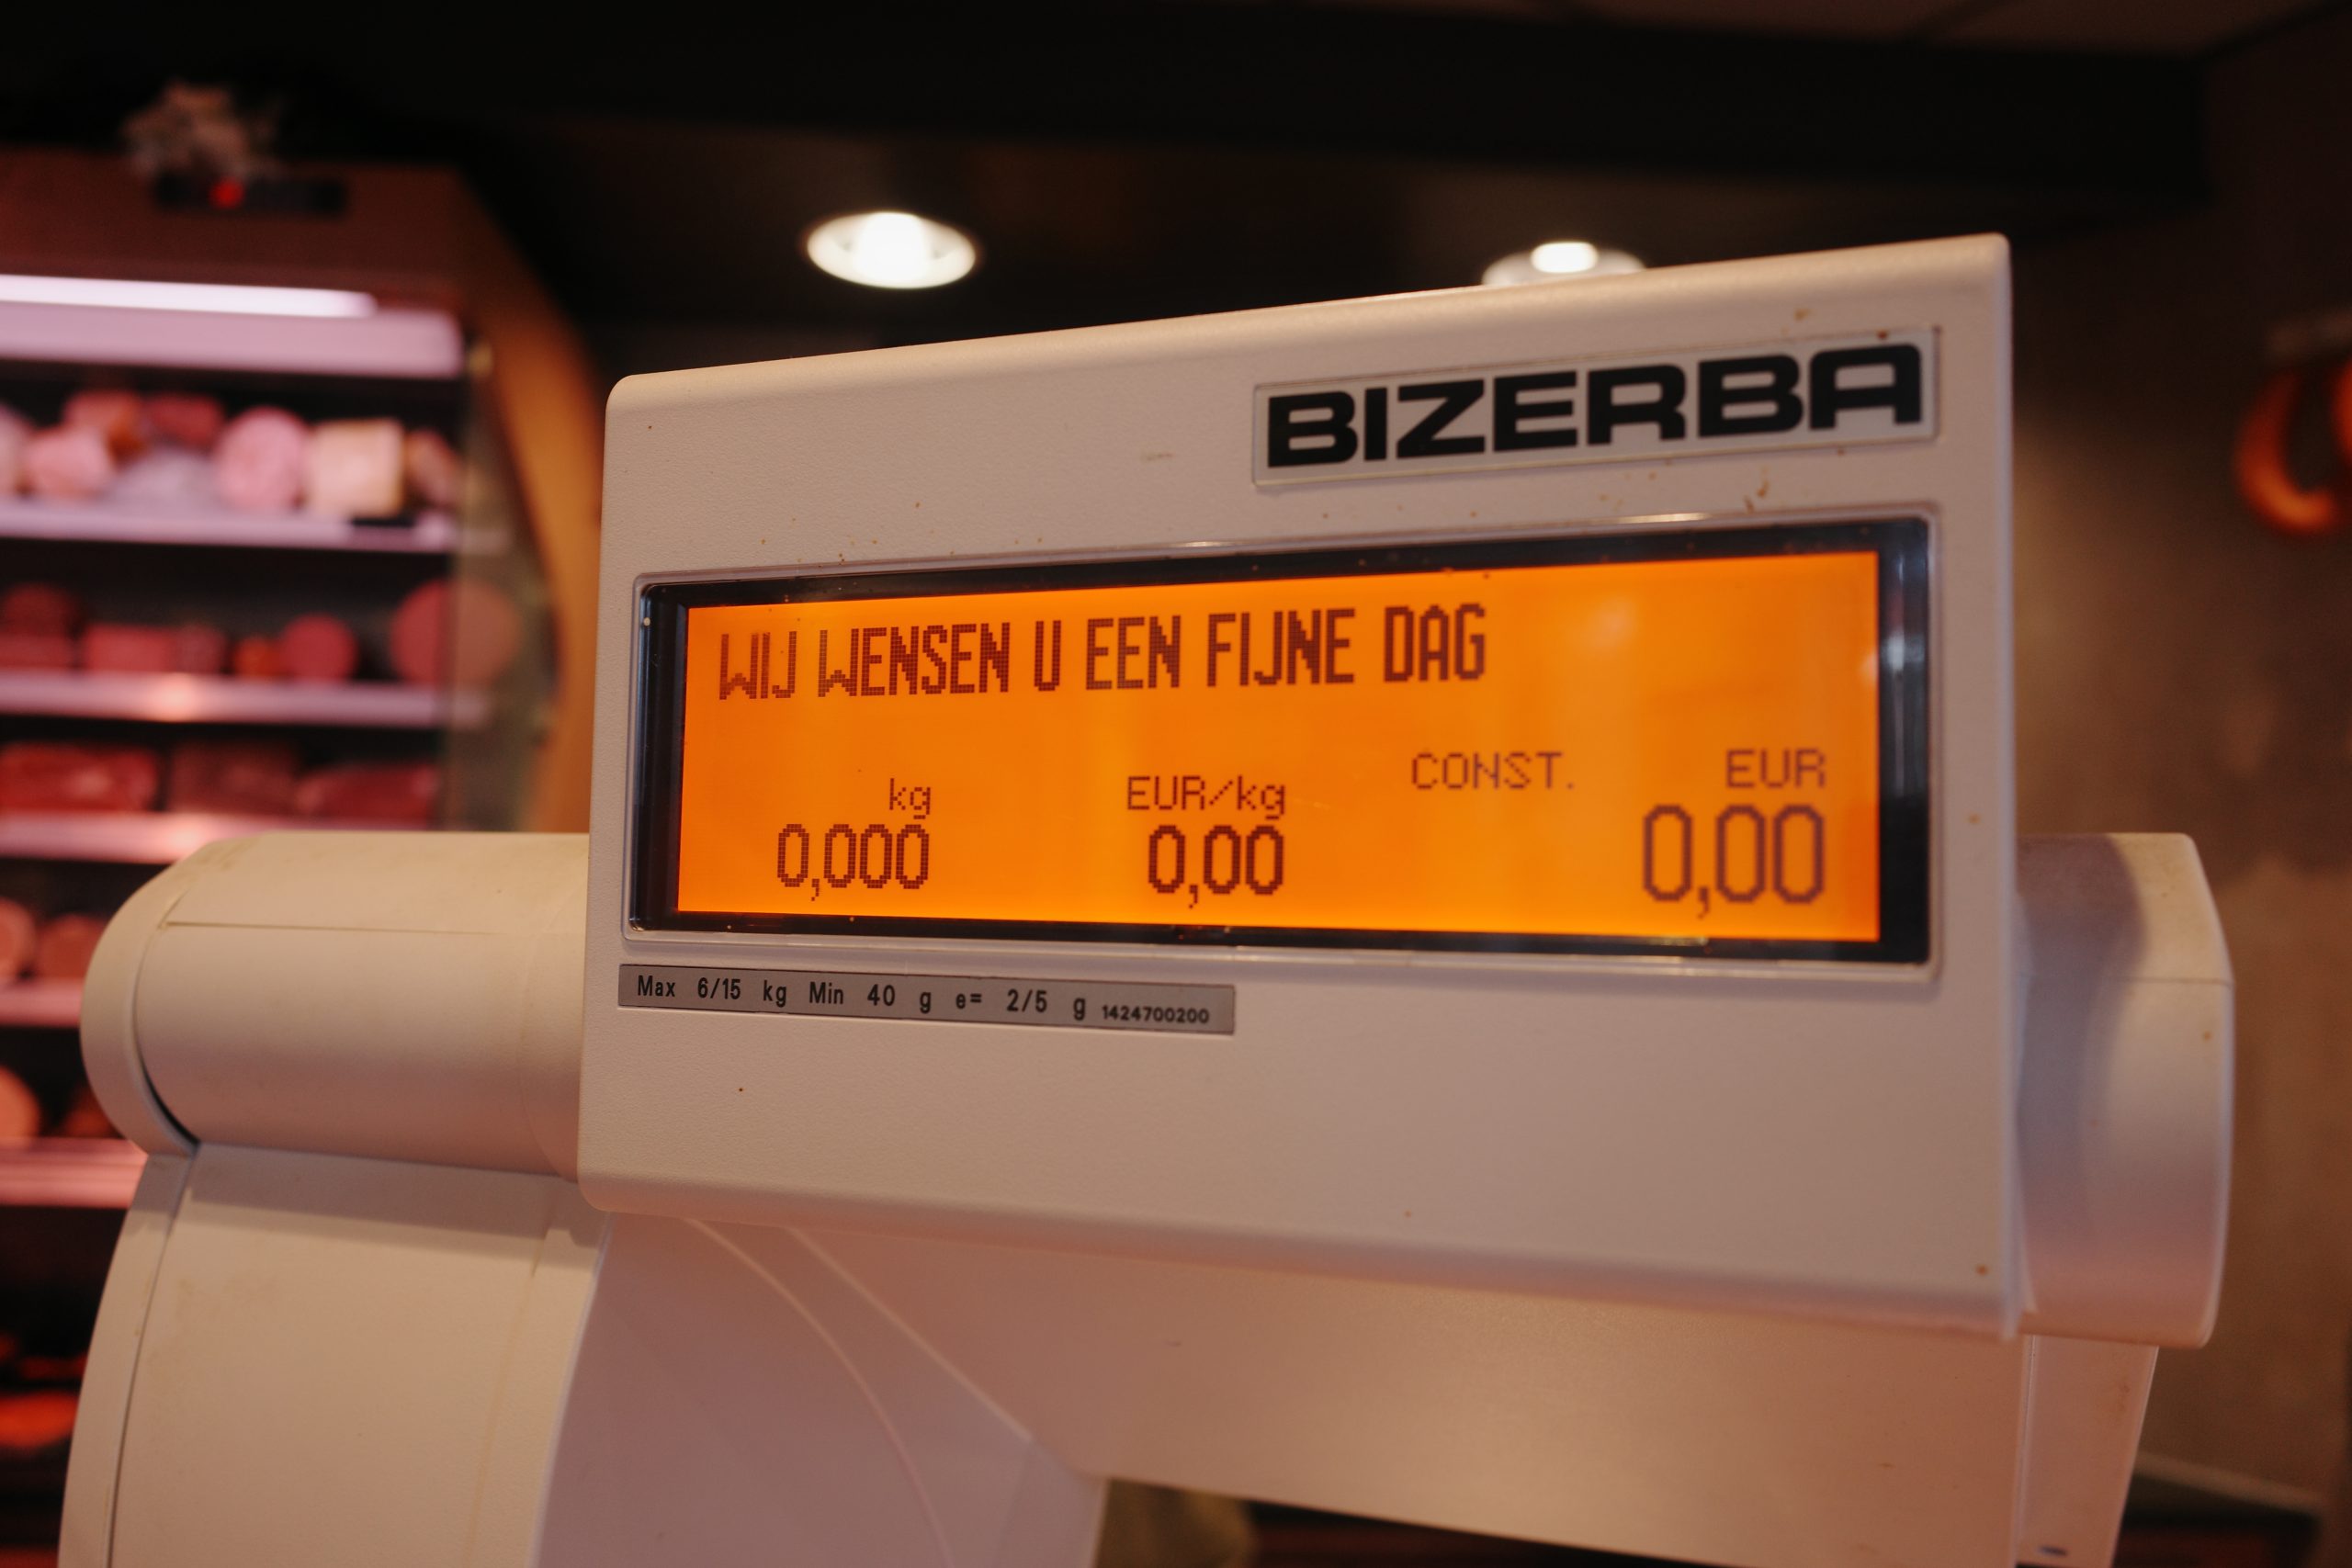 BIZERBA
WIJ WENSEN U EEN FIJNE DAG
kg EUR/kg CONST. EUR
0,000 0,00 0,00
Max 6/15 kg Min 40 g e= 2/5 g 1424700200